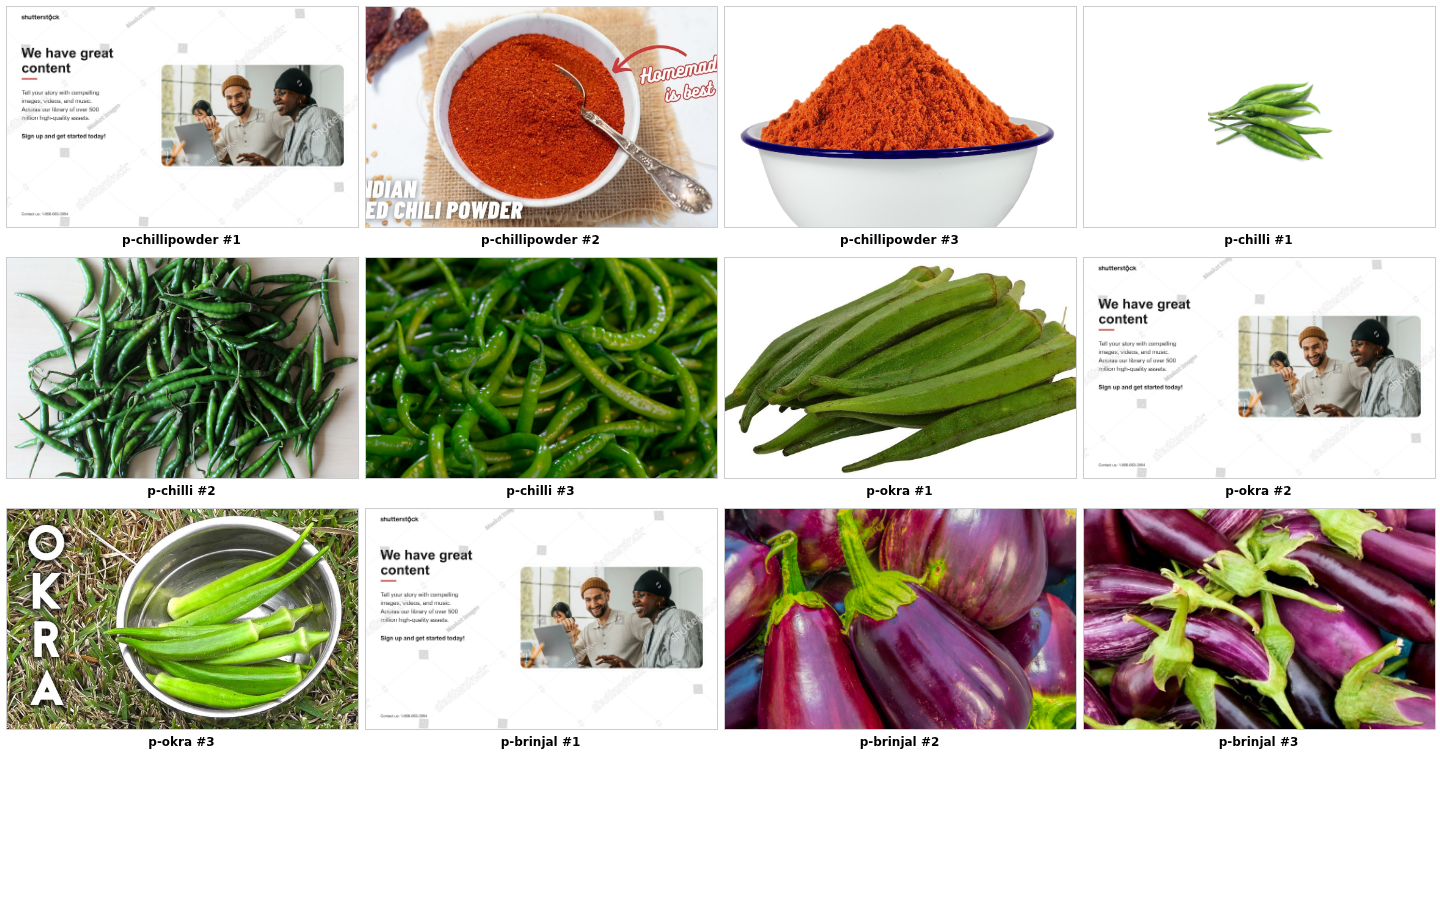 shutterstock
We have great
content
Tell your story with compelling
images, videos, and music.
Across our library of over 500
million high-quality assets.
Sign up and get started today!
p-chillipowder #1
Homemad
is best
NDIAN
ED CHILI POWDER
p-chillipowder #2
p-chillipowder #3
p-chilli #1
p-chilli #2
p-chilli #3
p-okra #1
shutterstock
We have great
content
Tell your story with compelling
images, videos, and music.
Across our library of over 500
million high-quality assets.
Sign up and get started today!
p-okra #2
O
K
R
A
p-okra #3
shutterstock
We have great
content
Tell your story with compelling
images, videos, and music.
Across our library of over 500
million high-quality assets.
Sign up and get started today!
p-brinjal #1
p-brinjal #2
p-brinjal #3